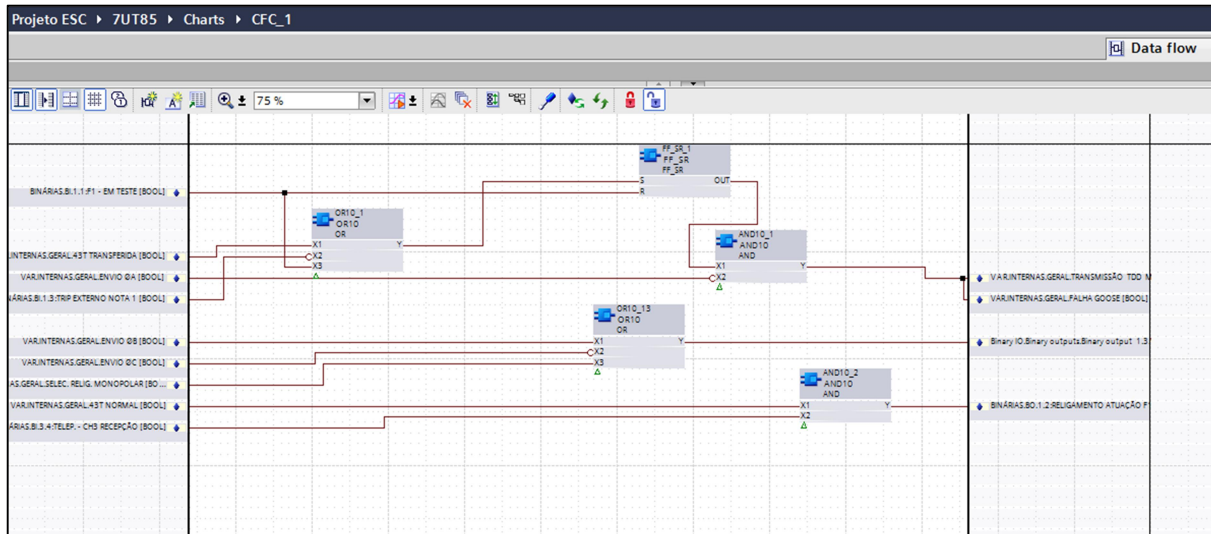 Projeto ESC ▸ 7UT85 ▸ Charts ▸ CFC_1
Data flow
75 %
FF_SR_1
FF_SR
FF_SR
S OUT
R
BINÁRIAS.BI.1.1:F1 - EM TESTE [BOOL]
OR10_1
OR10
OR
X1 Y
X2
X3
.INTERNAS.GERAL.43T TRANSFERIDA [BOOL]
VAR.INTERNAS.GERAL.ENVIO ØA [BOOL]
ÁRIAS.BI.1.3:TRIP EXTERNO NOTA 1 [BOOL]
AND10_1
AND10
AND
X1 Y
X2
VAR.INTERNAS.GERAL.TRANSMISSÃO TDD M
VAR.INTERNAS.GERAL.FALHA GOOSE [BOOL]
OR10_13
OR10
OR
X1 Y
X2
X3
VAR.INTERNAS.GERAL.ENVIO ØB [BOOL]
VAR.INTERNAS.GERAL.ENVIO ØC [BOOL]
AS.GERAL.SELEC. RELIG. MONOPOLAR [BO...
Binary IO.Binary outputs.Binary output 1.3
AND10_2
AND10
AND
X1 Y
X2
VAR.INTERNAS.GERAL.43T NORMAL [BOOL]
ÁRIAS.BI.3.4:TELEP. - CH3 RECEPÇÃO [BOOL]
BINÁRIAS.BO.1.2:RELIGAMENTO ATUAÇÃO F